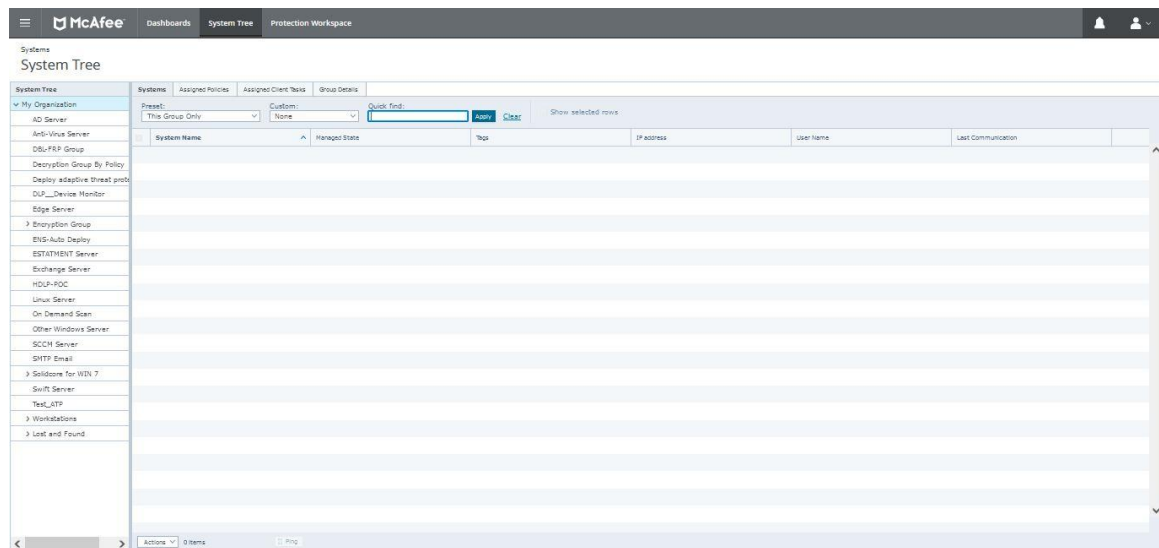 McAfee
Dashboards System Tree Protection Workspace
Systems
System Tree
System Tree
My Organization
AD Server
Anti-Virus Server
DBL-FRP Group
Decryption Group By Policy
Deploy adaptive threat prote
DLP__Device Monitor
Edge Server
Encryption Group
ENS-Auto Deploy
ESTATMENT Server
Exchange Server
HDLP-POC
Linux Server
On Demand Scan
Other Windows Server
SCCM Server
SMTP Email
Solidcore for WIN 7
Swift Server
Test_ATP
Workstations
Lost and Found
Systems Assigned Policies Assigned Client Tasks Group Details
Preset: Custom: Quick find:
This Group Only None Apply Clear Show selected rows
System Name Managed State Tags IP address User Name Last Communication
Actions 0 items Ping